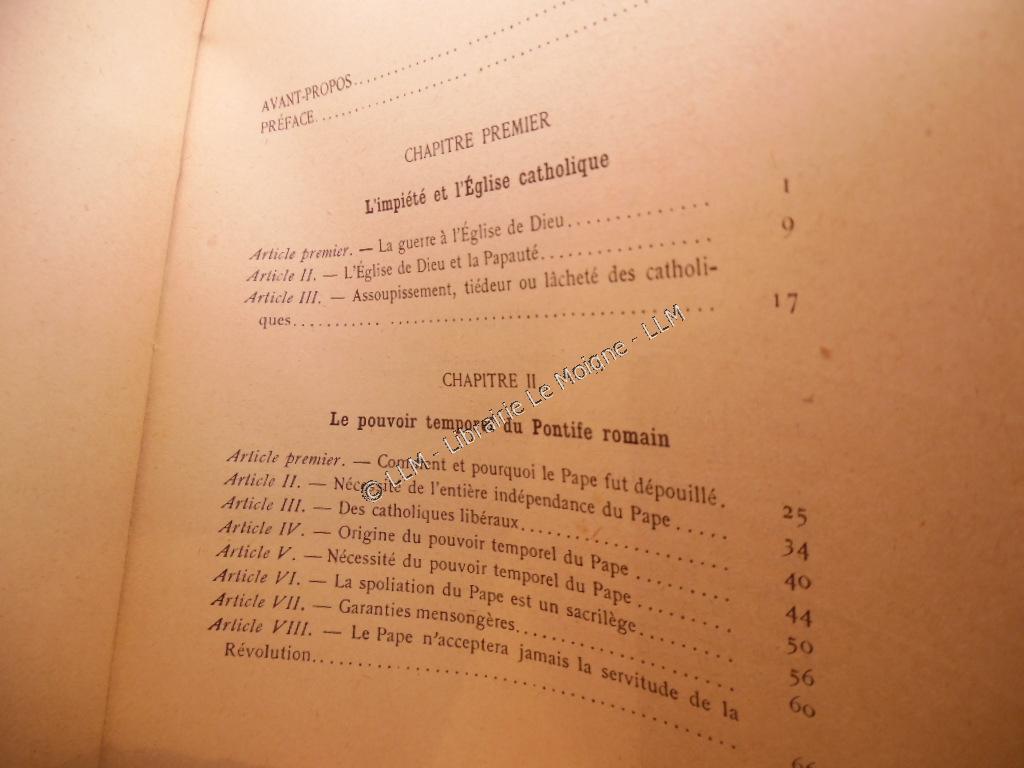 AVANT-PROPOS
PRÉFACE
CHAPITRE PREMIER
L'impiété et l'Église catholique
Article premier. — La guerre à l'Église de Dieu 1
Article II. — L'Église de Dieu et la Papauté 9
Article III. — Assoupissement, tiédeur ou lâcheté des catholi-
ques 17
CHAPITRE II
Le pouvoir temporel du Pontife romain
Article premier. — Comment et pourquoi le Pape fut dépouillé. 25
Article II. — Nécessité de l'entière indépendance du Pape 34
Article III. — Des catholiques libéraux 40
Article IV. — Origine du pouvoir temporel du Pape 44
Article V. — Nécessité du pouvoir temporel du Pape 50
Article VI. — La spoliation du Pape est un sacrilège 56
Article VII. — Garanties mensongères 60
Article VIII. — Le Pape n'acceptera jamais la servitude de la
Révolution
© LLM - Librairie Le Moigne - LLM